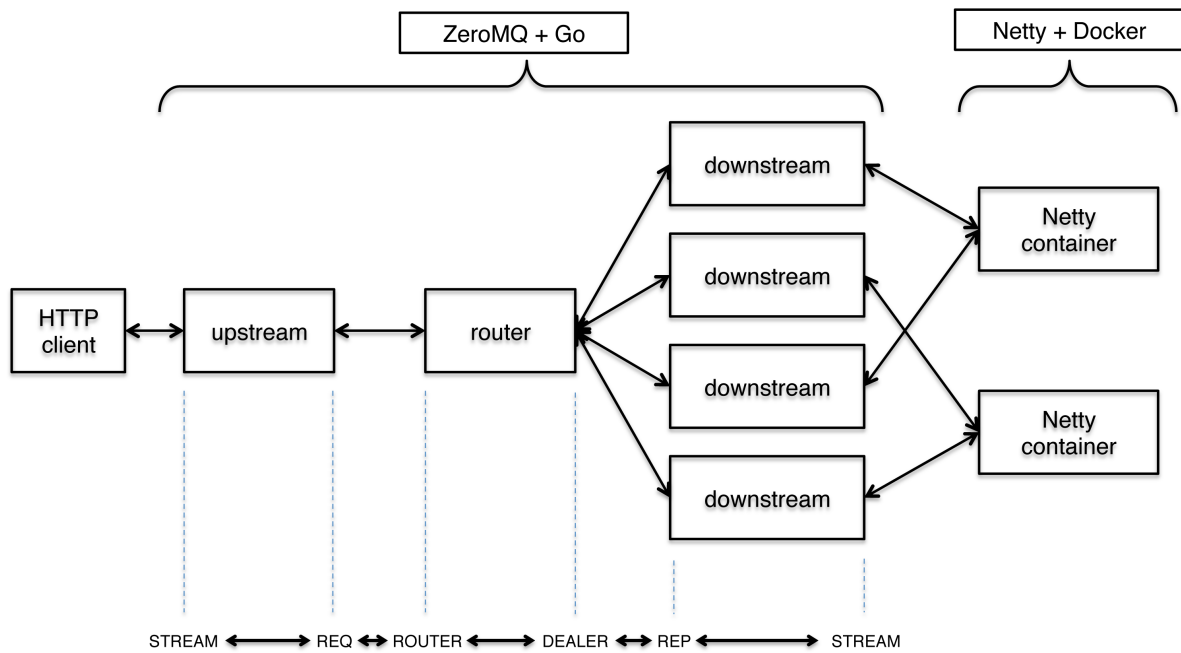 ZeroMQ + Go
Netty + Docker
downstream
downstream
downstream
downstream
HTTP
client
upstream
router
Netty
container
Netty
container
STREAM
REQ
ROUTER
DEALER
REP
STREAM